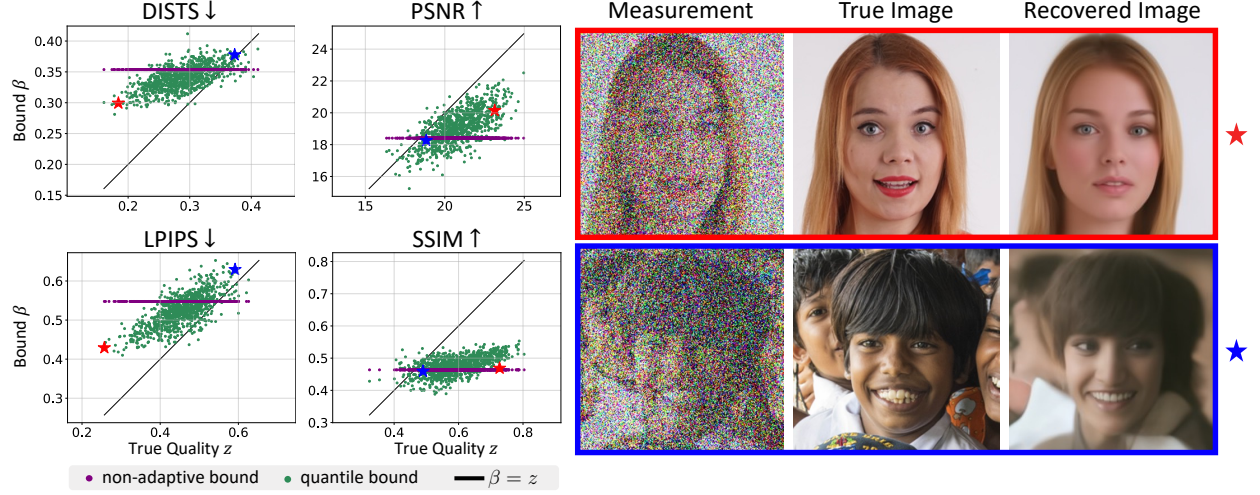 DISTS ↓
PSNR ↑
Measurement
True Image
Recovered Image
Bound β
0.40
0.35
0.30
0.25
0.20
0.15
0.2
0.4
24
22
20
18
16
15
20
25
LPIPS ↓
SSIM ↑
Bound β
0.6
0.5
0.4
0.3
0.2
0.4
0.6
True Quality z
0.8
0.7
0.6
0.5
0.4
0.3
0.2
0.4
0.6
0.8
True Quality z
non-adaptive bound
quantile bound
β = z